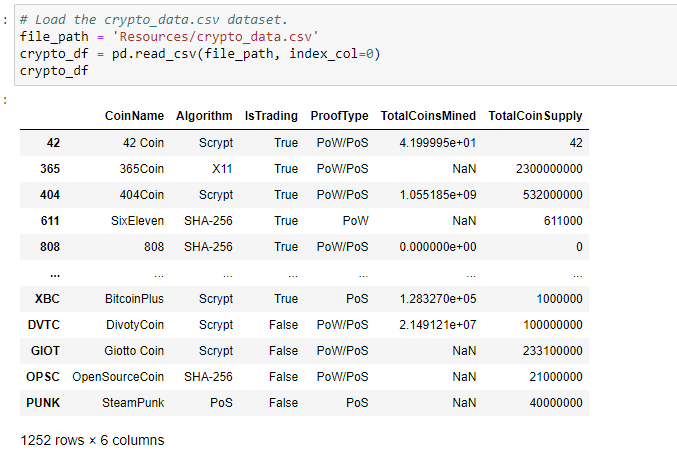 : # Load the crypto_data.csv dataset.
file_path = 'Resources/crypto_data.csv'
crypto_df = pd.read_csv(file_path, index_col=0)
crypto_df
:
CoinName Algorithm IsTrading ProofType TotalCoinsMined TotalCoinSupply
42 42 Coin Scrypt True PoW/PoS 4.199995e+01 42
365 365Coin X11 True PoW/PoS NaN 2300000000
404 404Coin Scrypt True PoW/PoS 1.055185e+09 532000000
611 SixEleven SHA-256 True PoW NaN 611000
808 808 SHA-256 True PoW/PoS 0.000000e+00 0
... ... ... ... ... ... ...
XBC BitcoinPlus Scrypt True PoS 1.283270e+05 1000000
DVTC DivotyCoin Scrypt False PoW/PoS 2.149121e+07 100000000
GIOT Giotto Coin Scrypt False PoW/PoS NaN 233100000
OPSC OpenSourceCoin SHA-256 False PoW/PoS NaN 21000000
PUNK SteamPunk PoS False PoS NaN 40000000
1252 rows × 6 columns